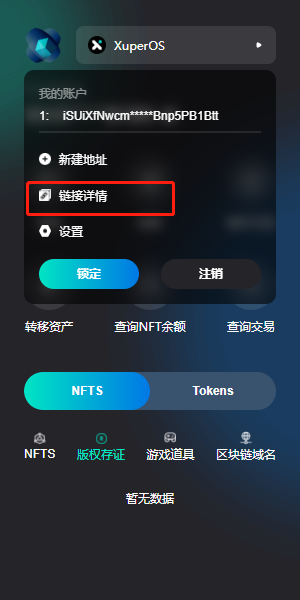 XuperOS
我的账户
1: iSUiXfNwcm*****Bnp5PB1Btt
新建地址
链接详情
设置
锁定 注销
转移资产 查询NFT余额 查询交易
NFTS Tokens
NFTS 版权存证 游戏道具 区块链域名
暂无数据